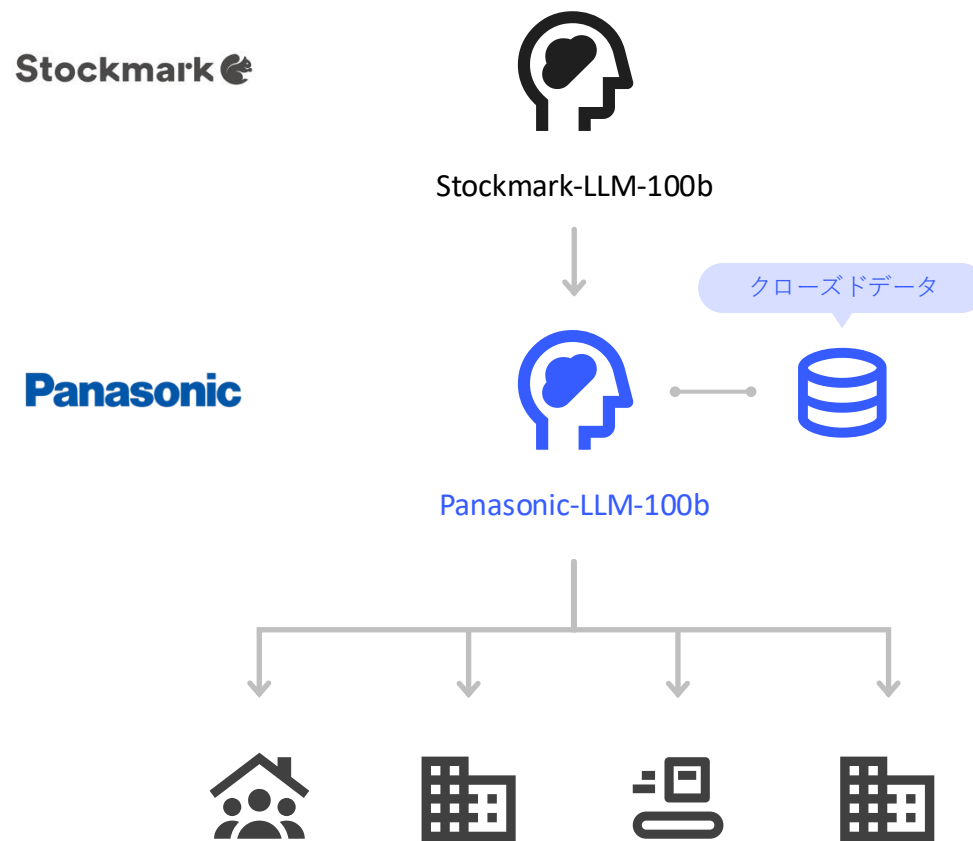 Stockmark
Stockmark-LLM-100b
クローズドデータ
Panasonic
Panasonic-LLM-100b